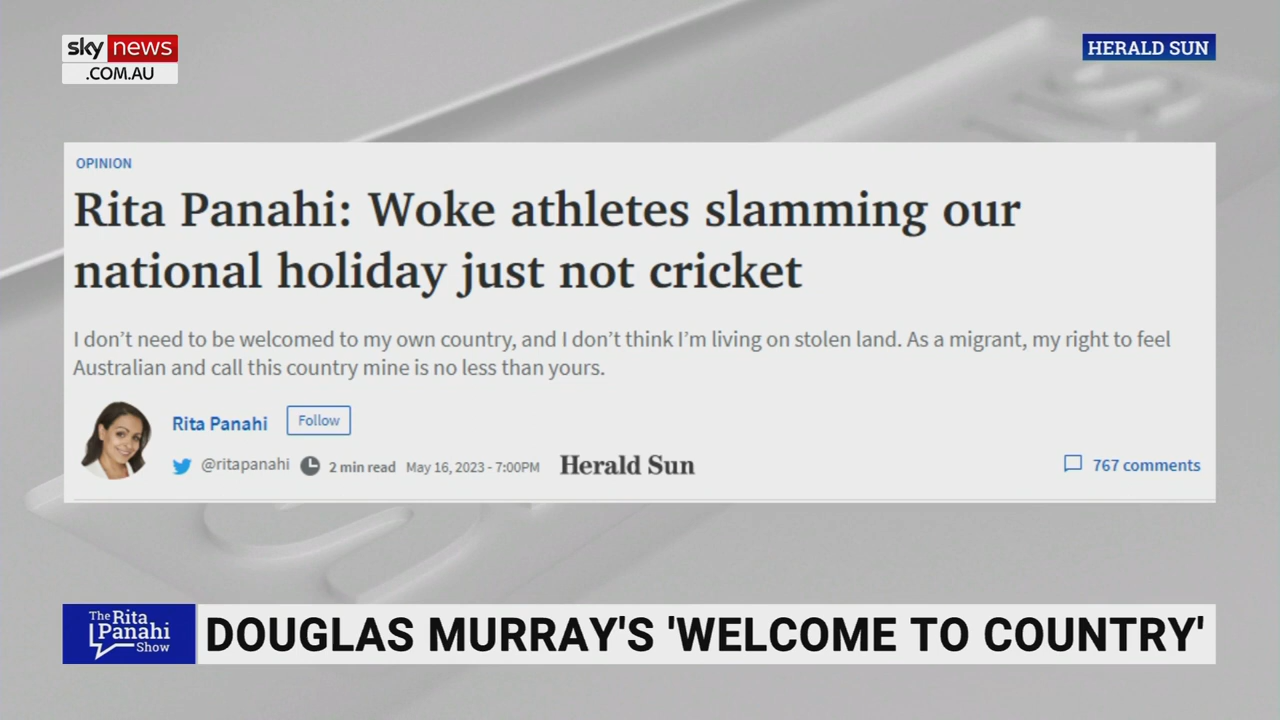 sky news
.COM.AU
HERALD SUN
OPINION
Rita Panahi: Woke athletes slamming our
national holiday just not cricket
I don’t need to be welcomed to my own country, and I don’t think I’m living on stolen land. As a migrant, my right to feel
Australian and call this country mine is no less than yours.
Rita Panahi Follow
@ritapanahi 2 min read May 16, 2023 - 7:00PM Herald Sun 767 comments
The Rita
Panahi
Show
DOUGLAS MURRAY'S 'WELCOME TO COUNTRY'